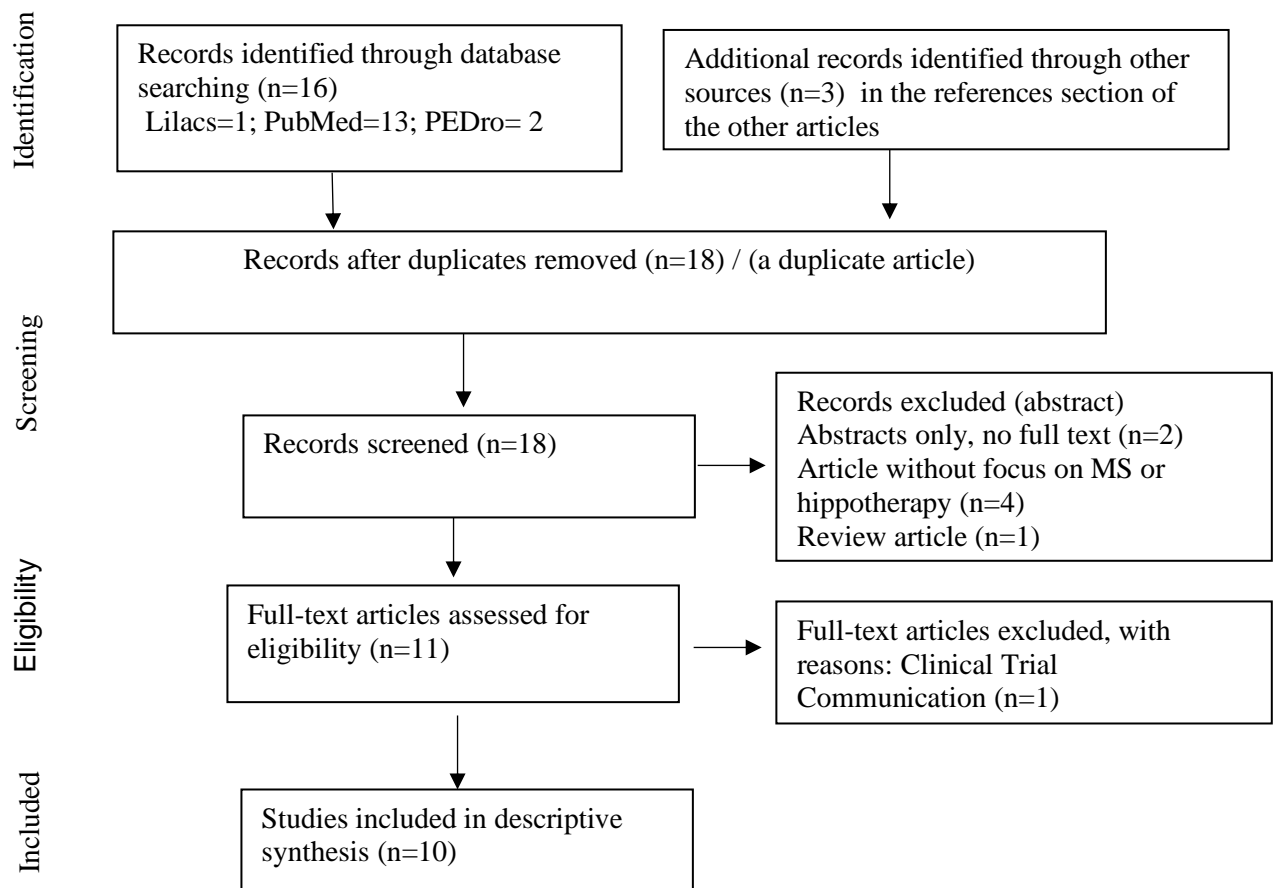 Identification
Records identified through database
searching (n=16)
Lilacs=1; PubMed=13; PEDro= 2
Additional records identified through other
sources (n=3) in the references section of
the other articles
Records after duplicates removed (n=18) / (a duplicate article)
Screening
Records screened (n=18)
Records excluded (abstract)
Abstracts only, no full text (n=2)
Article without focus on MS or
hippotherapy (n=4)
Review article (n=1)
Eligibility
Full-text articles assessed for
eligibility (n=11)
Full-text articles excluded, with
reasons: Clinical Trial
Communication (n=1)
Included
Studies included in descriptive
synthesis (n=10)